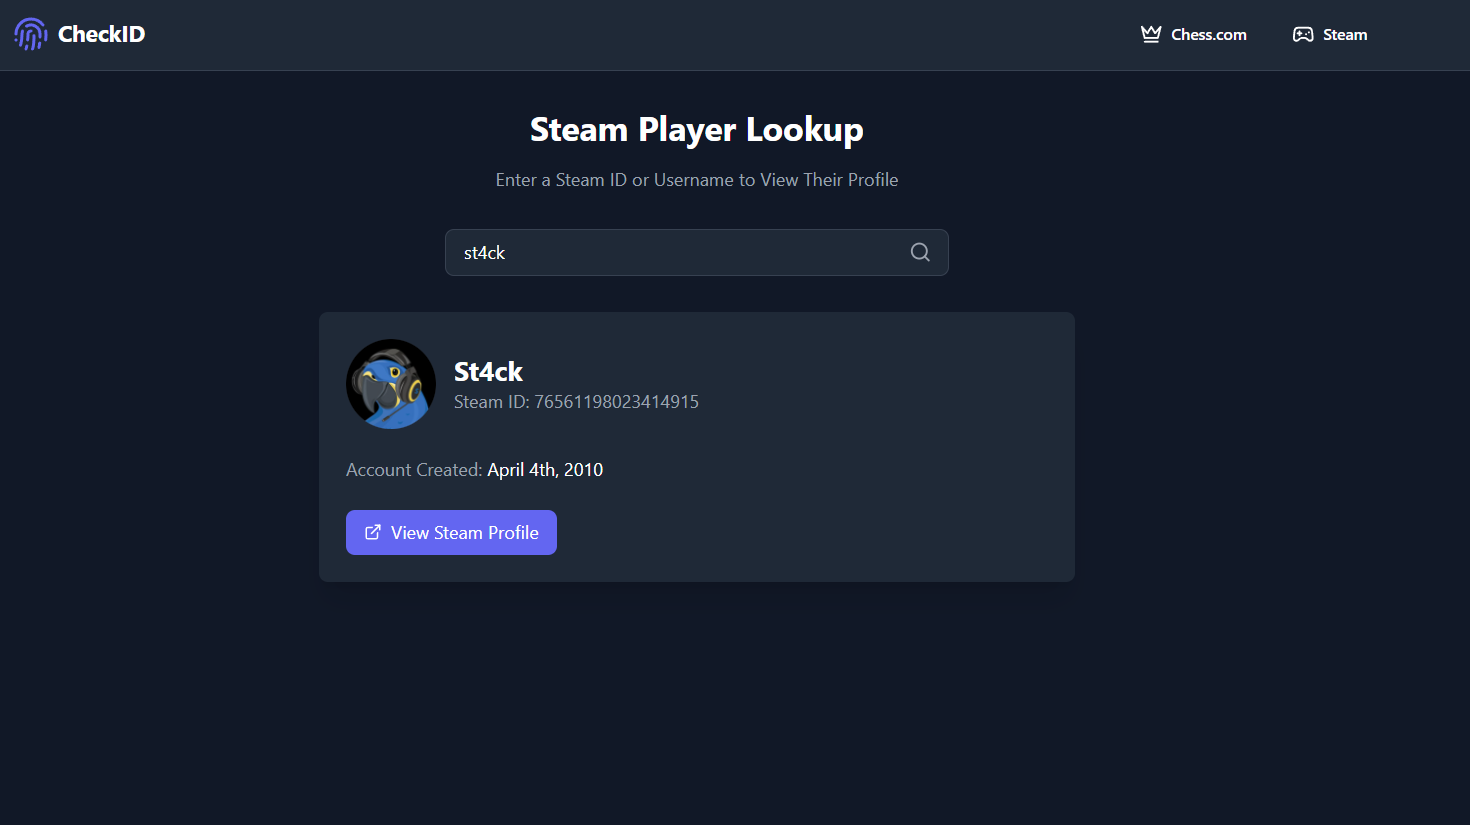 CheckID
Chess.com
Steam
Steam Player Lookup
Enter a Steam ID or Username to View Their Profile
st4ck
St4ck
Steam ID: 76561198023414915
Account Created: April 4th, 2010
View Steam Profile